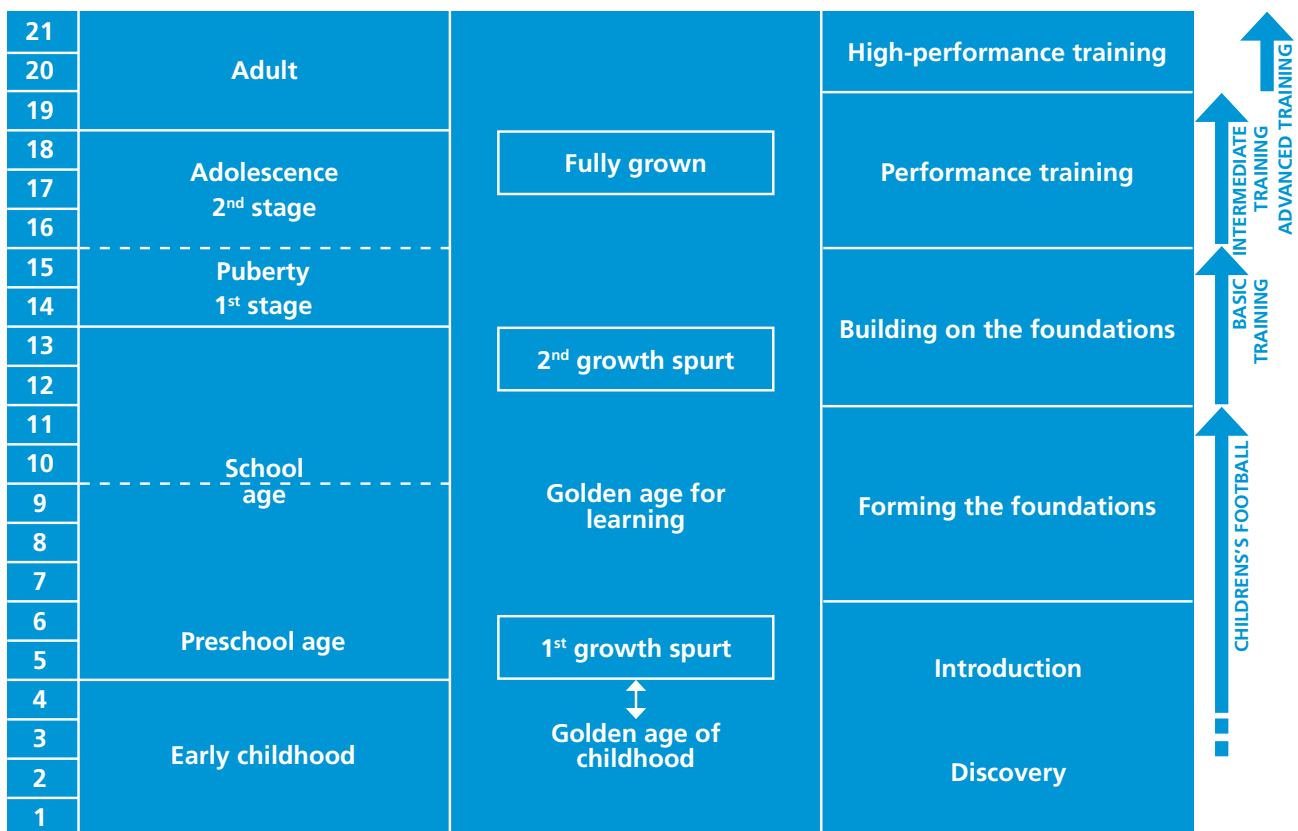 21
20
19
18
17
16
15
14
13
12
11
10
9
8
7
6
5
4
3
2
1
Adult
Adolescence
2nd stage
Puberty
1st stage
School
age
Preschool age
Early childhood
Fully grown
2nd growth spurt
Golden age for
learning
1st growth spurt
Golden age of
childhood
High-performance training
Performance training
Building on the foundations
Forming the foundations
Introduction
Discovery
ADVANCED TRAINING
INTERMEDIATE
TRAINING
BASIC
TRAINING
CHILDRENS'S FOOTBALL